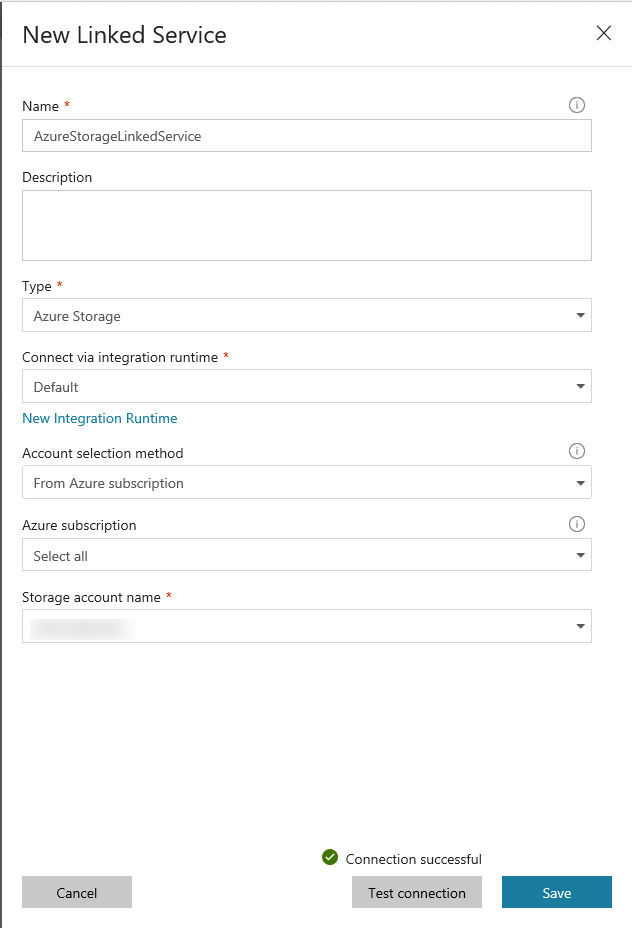 New Linked Service
Name *
AzureStorageLinkedService
Description
Type *
Azure Storage
Connect via integration runtime *
Default
New Integration Runtime
Account selection method
From Azure subscription
Azure subscription
Select all
Storage account name *
Connection successful
Cancel
Test connection
Save